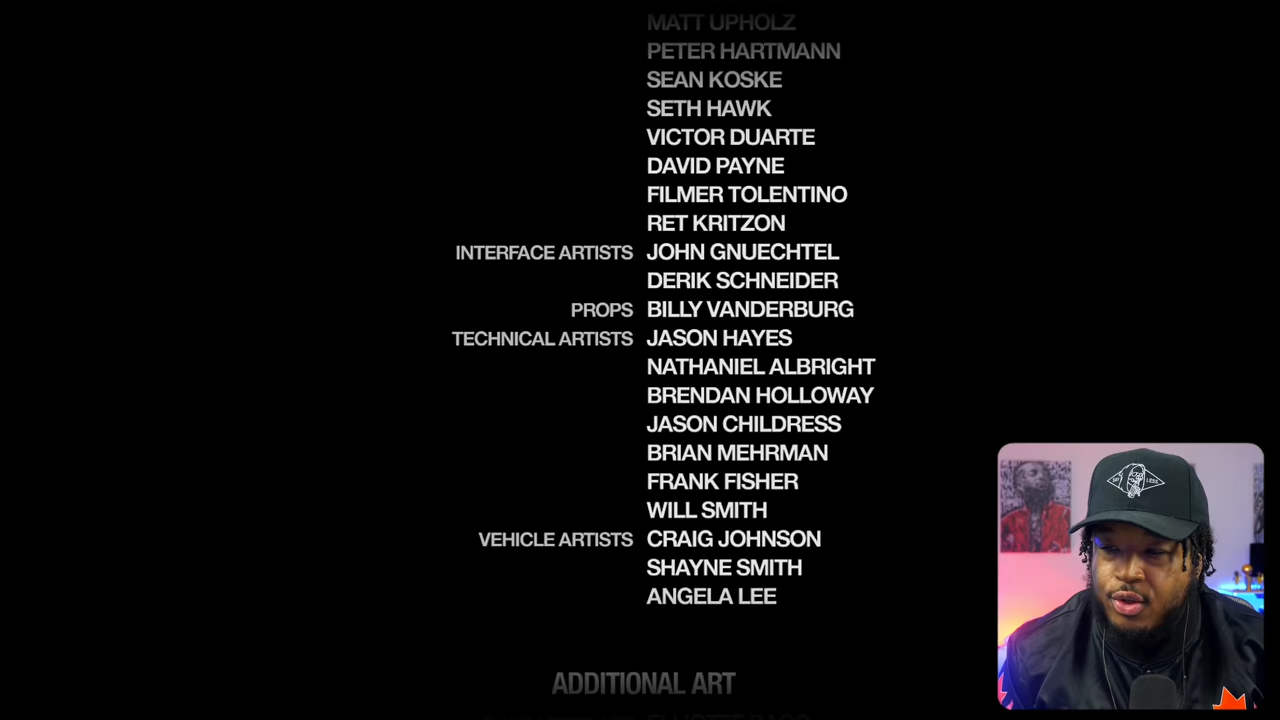 MATT UPHOLZ
PETER HARTMANN
SEAN KOSKE
SETH HAWK
VICTOR DUARTE
DAVID PAYNE
FILMER TOLENTINO
RET KRITZON
INTERFACE ARTISTS JOHN GNUECHTEL
DERIK SCHNEIDER
PROPS BILLY VANDERBURG
TECHNICAL ARTISTS JASON HAYES
NATHANIEL ALBRIGHT
BRENDAN HOLLOWAY
JASON CHILDRESS
BRIAN MEHRMAN
FRANK FISHER
WILL SMITH
VEHICLE ARTISTS CRAIG JOHNSON
SHAYNE SMITH
ANGELA LEE
ADDITIONAL ART